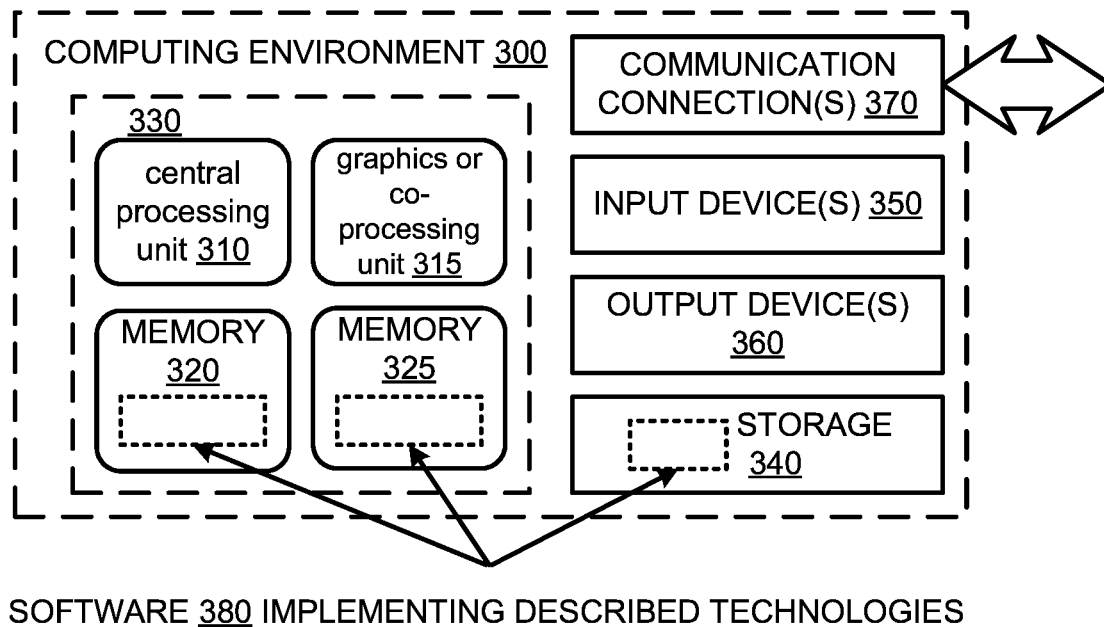 COMPUTING ENVIRONMENT 300
330
central
processing
unit 310
graphics or
co-
processing
unit 315
MEMORY
320
MEMORY
325
COMMUNICATION
CONNECTION(S) 370
INPUT DEVICE(S) 350
OUTPUT DEVICE(S)
360
STORAGE
340
SOFTWARE 380 IMPLEMENTING DESCRIBED TECHNOLOGIES